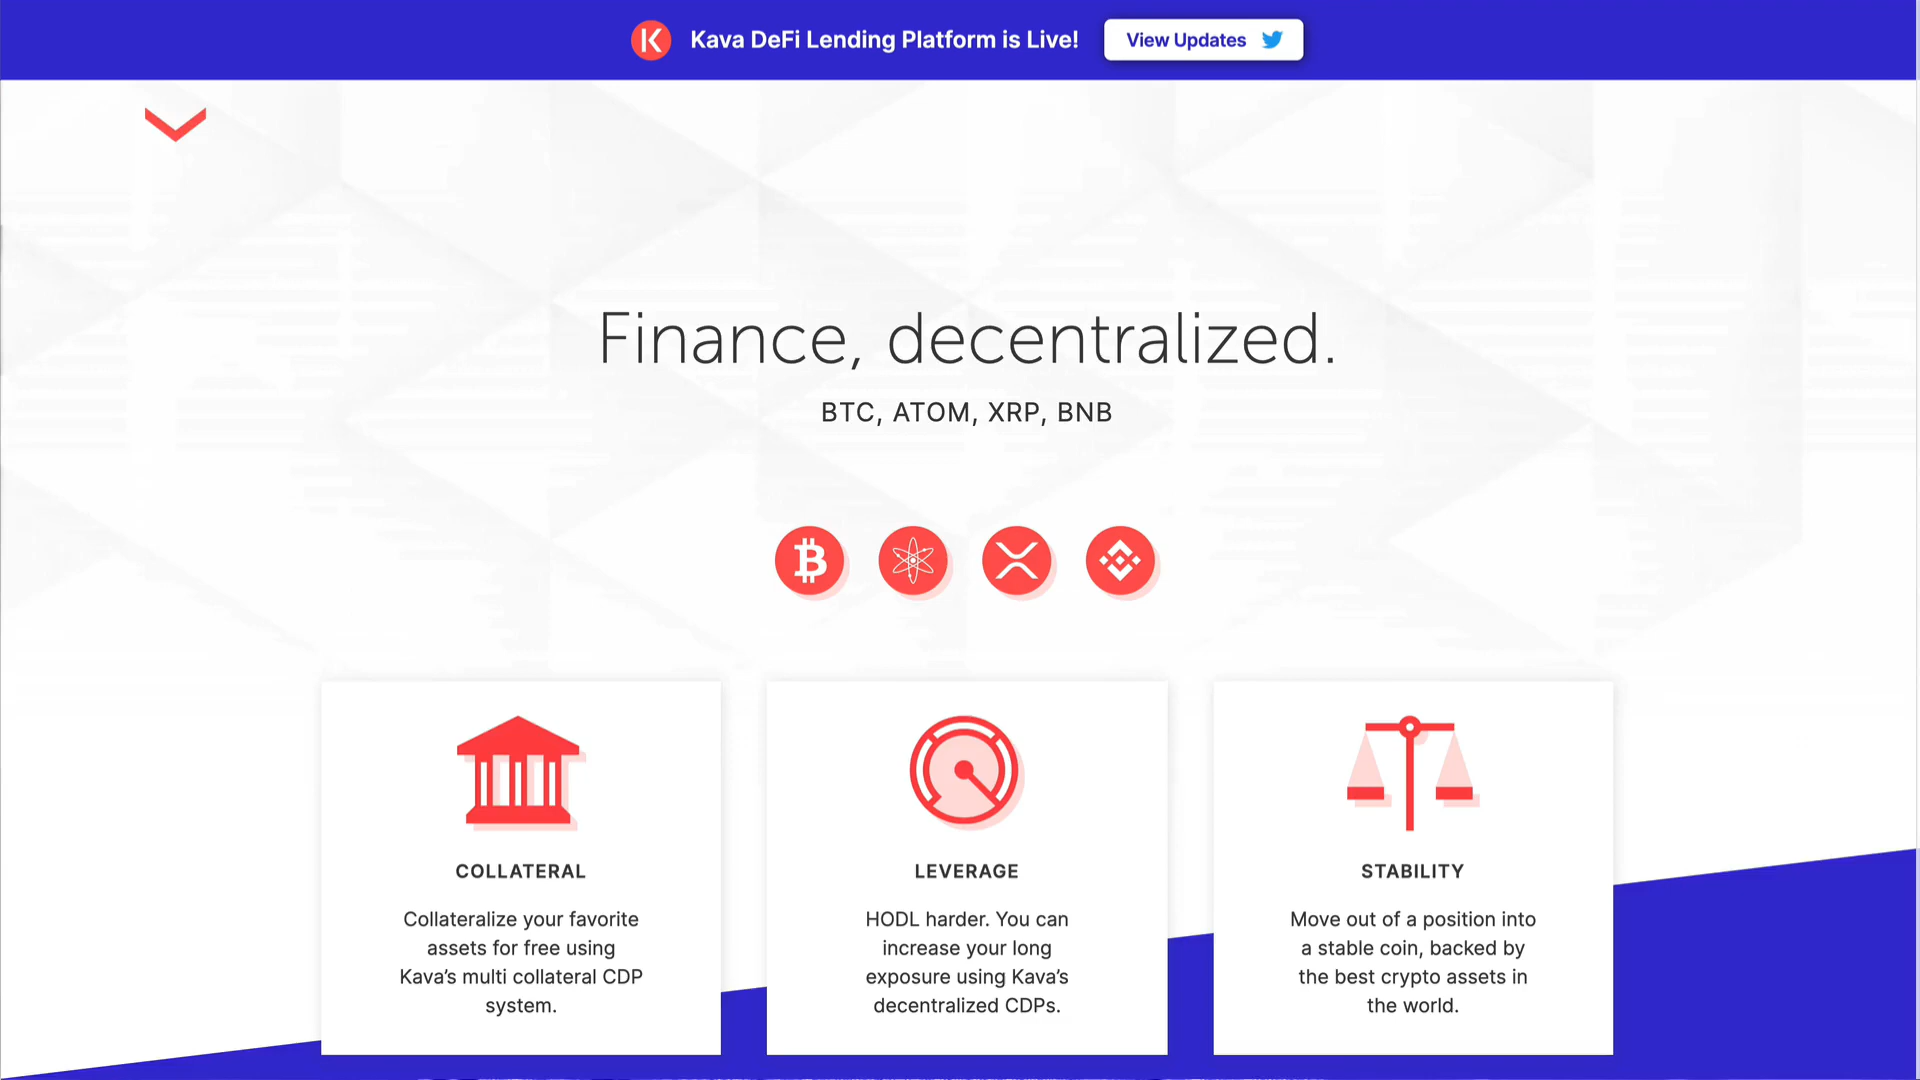 Kava DeFi Lending Platform is Live!
View Updates
Finance, decentralized.
BTC, ATOM, XRP, BNB
COLLATERAL
Collateralize your favorite
assets for free using
Kava’s multi collateral CDP
system.
LEVERAGE
HODL harder. You can
increase your long
exposure using Kava’s
decentralized CDPs.
STABILITY
Move out of a position into
a stable coin, backed by
the best crypto assets in
the world.